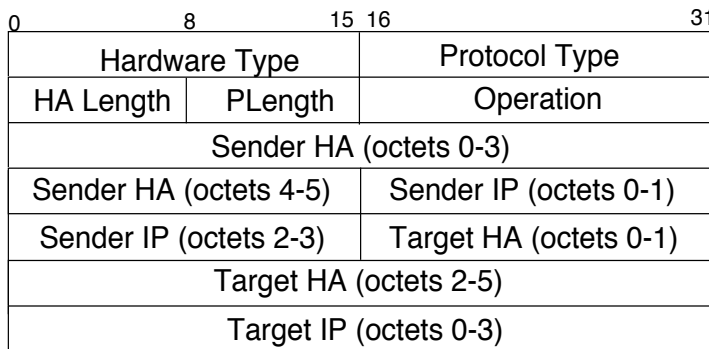 0 8 15 16 31
Hardware Type Protocol Type
HA Length PLength Operation
Sender HA (octets 0-3)
Sender HA (octets 4-5) Sender IP (octets 0-1)
Sender IP (octets 2-3) Target HA (octets 0-1)
Target HA (octets 2-5)
Target IP (octets 0-3)